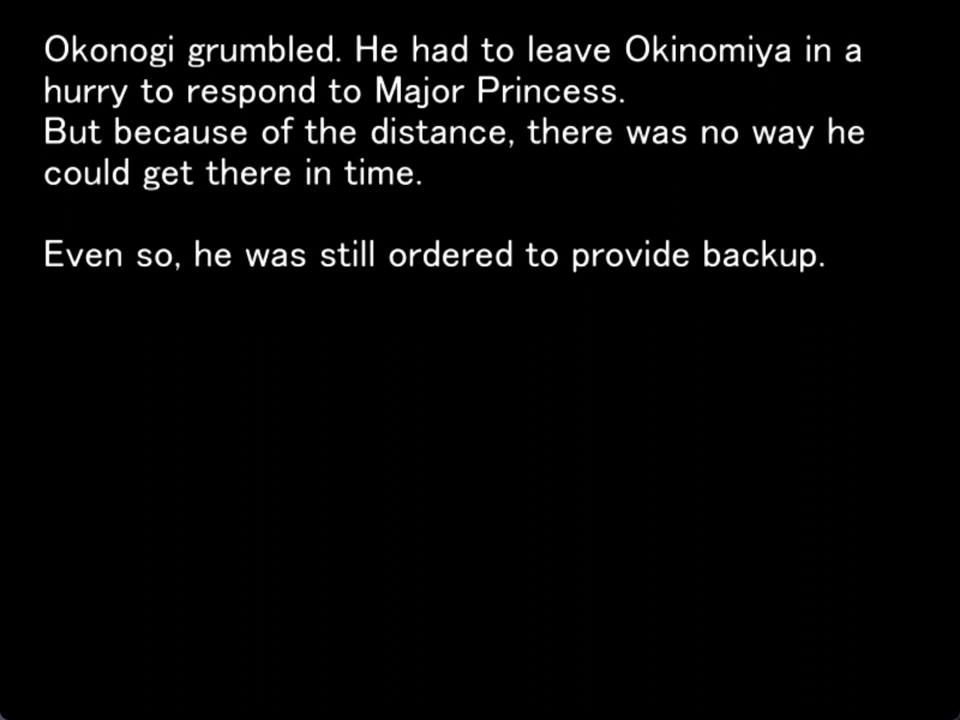 Okonogi grumbled. He had to leave Okinomiya in a
hurry to respond to Major Princess.
But because of the distance, there was no way he
could get there in time.
Even so, he was still ordered to provide backup.